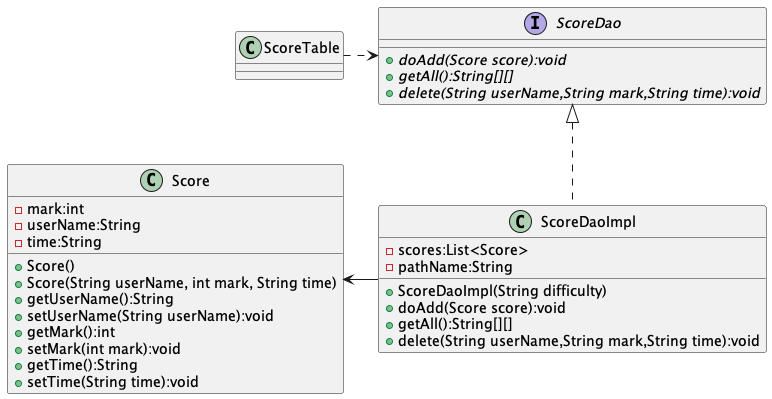 ScoreTable
I ScoreDao
doAdd(Score score):void
getAll():String[][]
delete(String userName,String mark,String time):void
C Score
mark:int
userName:String
time:String
Score()
Score(String userName, int mark, String time)
getUserName():String
setUserName(String userName):void
getMark():int
setMark(int mark):void
getTime():String
setTime(String time):void
C ScoreDaoImpl
scores:List<Score>
pathName:String
ScoreDaoImpl(String difficulty)
doAdd(Score score):void
getAll():String[][]
delete(String userName,String mark,String time):void